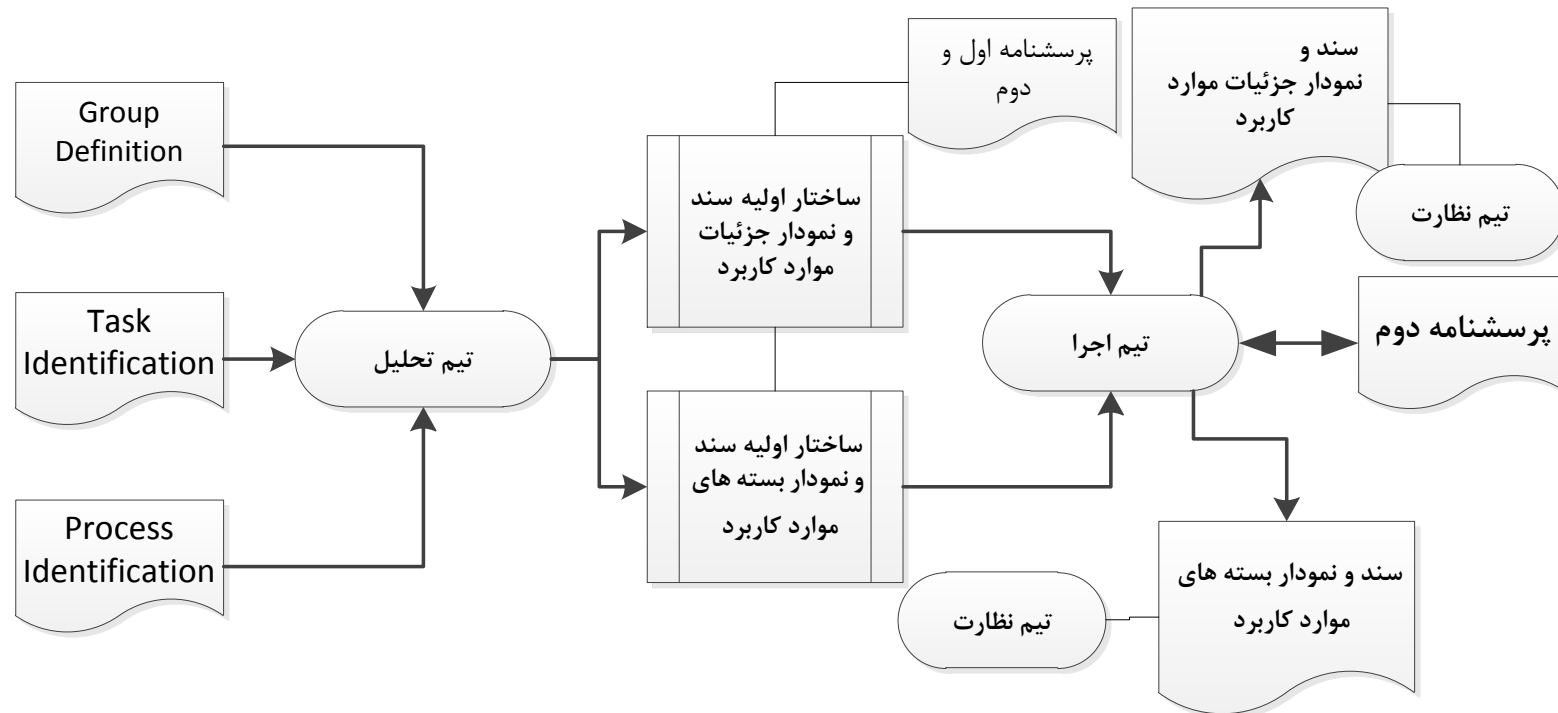 Group
Definition
Task
Identification
Process
Identification
تیم تحلیل
پرسشنامه اول و
دوم
ساختار اولیه سند
و نمودار جزئیات
موارد کاربرد
ساختار اولیه سند
و نمودار بسته های
موارد کاربرد
تیم اجرا
سند و
نمودار جزئیات موارد
کاربرد
تیم نظارت
پرسشنامه دوم
سند و نمودار بسته های
موارد کاربرد
تیم نظارت